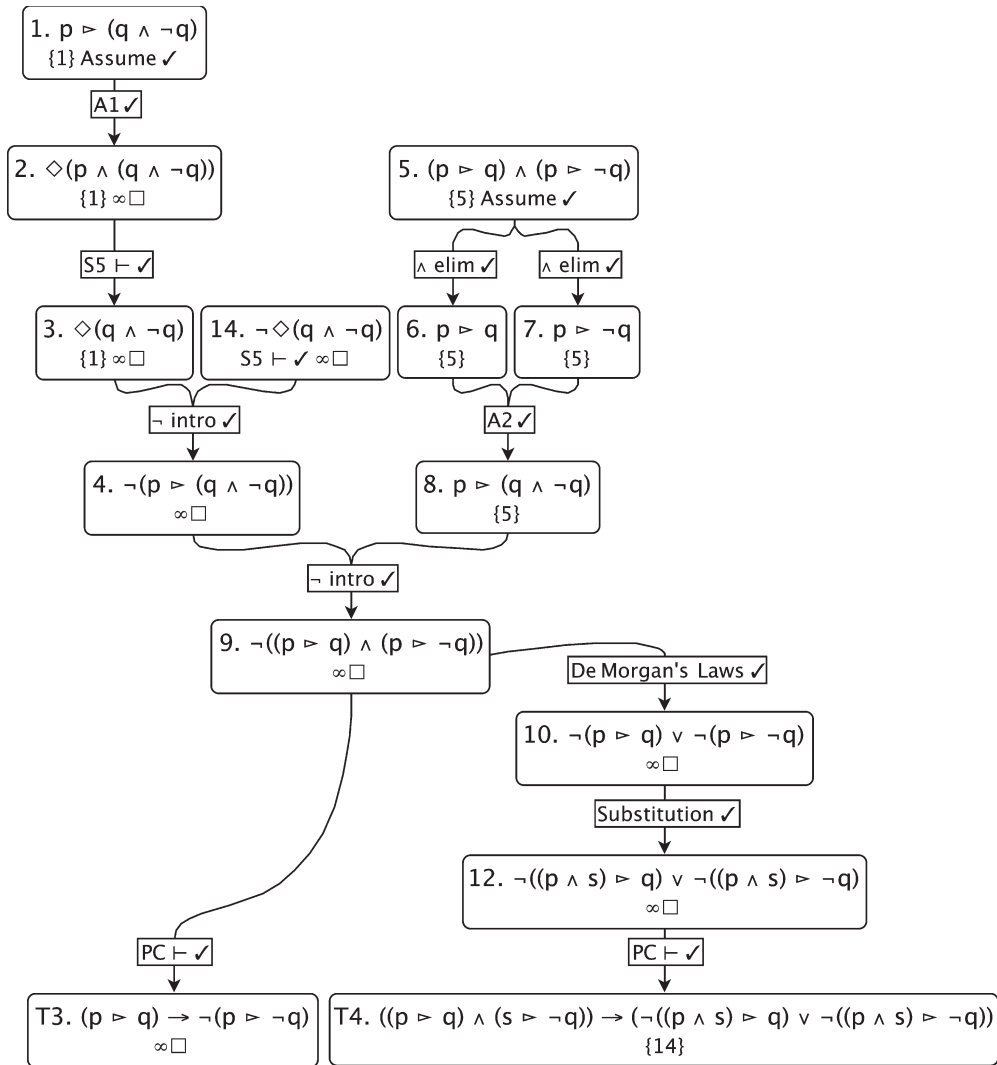 1. p ▻ (q ∧ ¬q)
{1} Assume ✓
A1 ✓
2. ◇(p ∧ (q ∧ ¬q))
{1} ∞□
5. (p ▻ q) ∧ (p ▻ ¬q)
{5} Assume ✓
S5 ⊢ ✓
∧ elim ✓
∧ elim ✓
3. ◇(q ∧ ¬q)
{1} ∞□
14. ¬◇(q ∧ ¬q)
S5 ⊢ ✓ ∞□
6. p ▻ q
{5}
7. p ▻ ¬q
{5}
¬ intro ✓
A2 ✓
4. ¬(p ▻ (q ∧ ¬q))
∞□
8. p ▻ (q ∧ ¬q)
{5}
¬ intro ✓
9. ¬((p ▻ q) ∧ (p ▻ ¬q))
∞□
De Morgan's Laws ✓
10. ¬(p ▻ q) ∨ ¬(p ▻ ¬q)
∞□
Substitution ✓
12. ¬((p ∧ s) ▻ q) ∨ ¬((p ∧ s) ▻ ¬q)
∞□
PC ⊢ ✓
PC ⊢ ✓
T3. (p ▻ q) → ¬(p ▻ ¬q)
∞□
T4. ((p ▻ q) ∧ (s ▻ ¬q)) → (¬((p ∧ s) ▻ q) ∨ ¬((p ∧ s) ▻ ¬q))
{14}